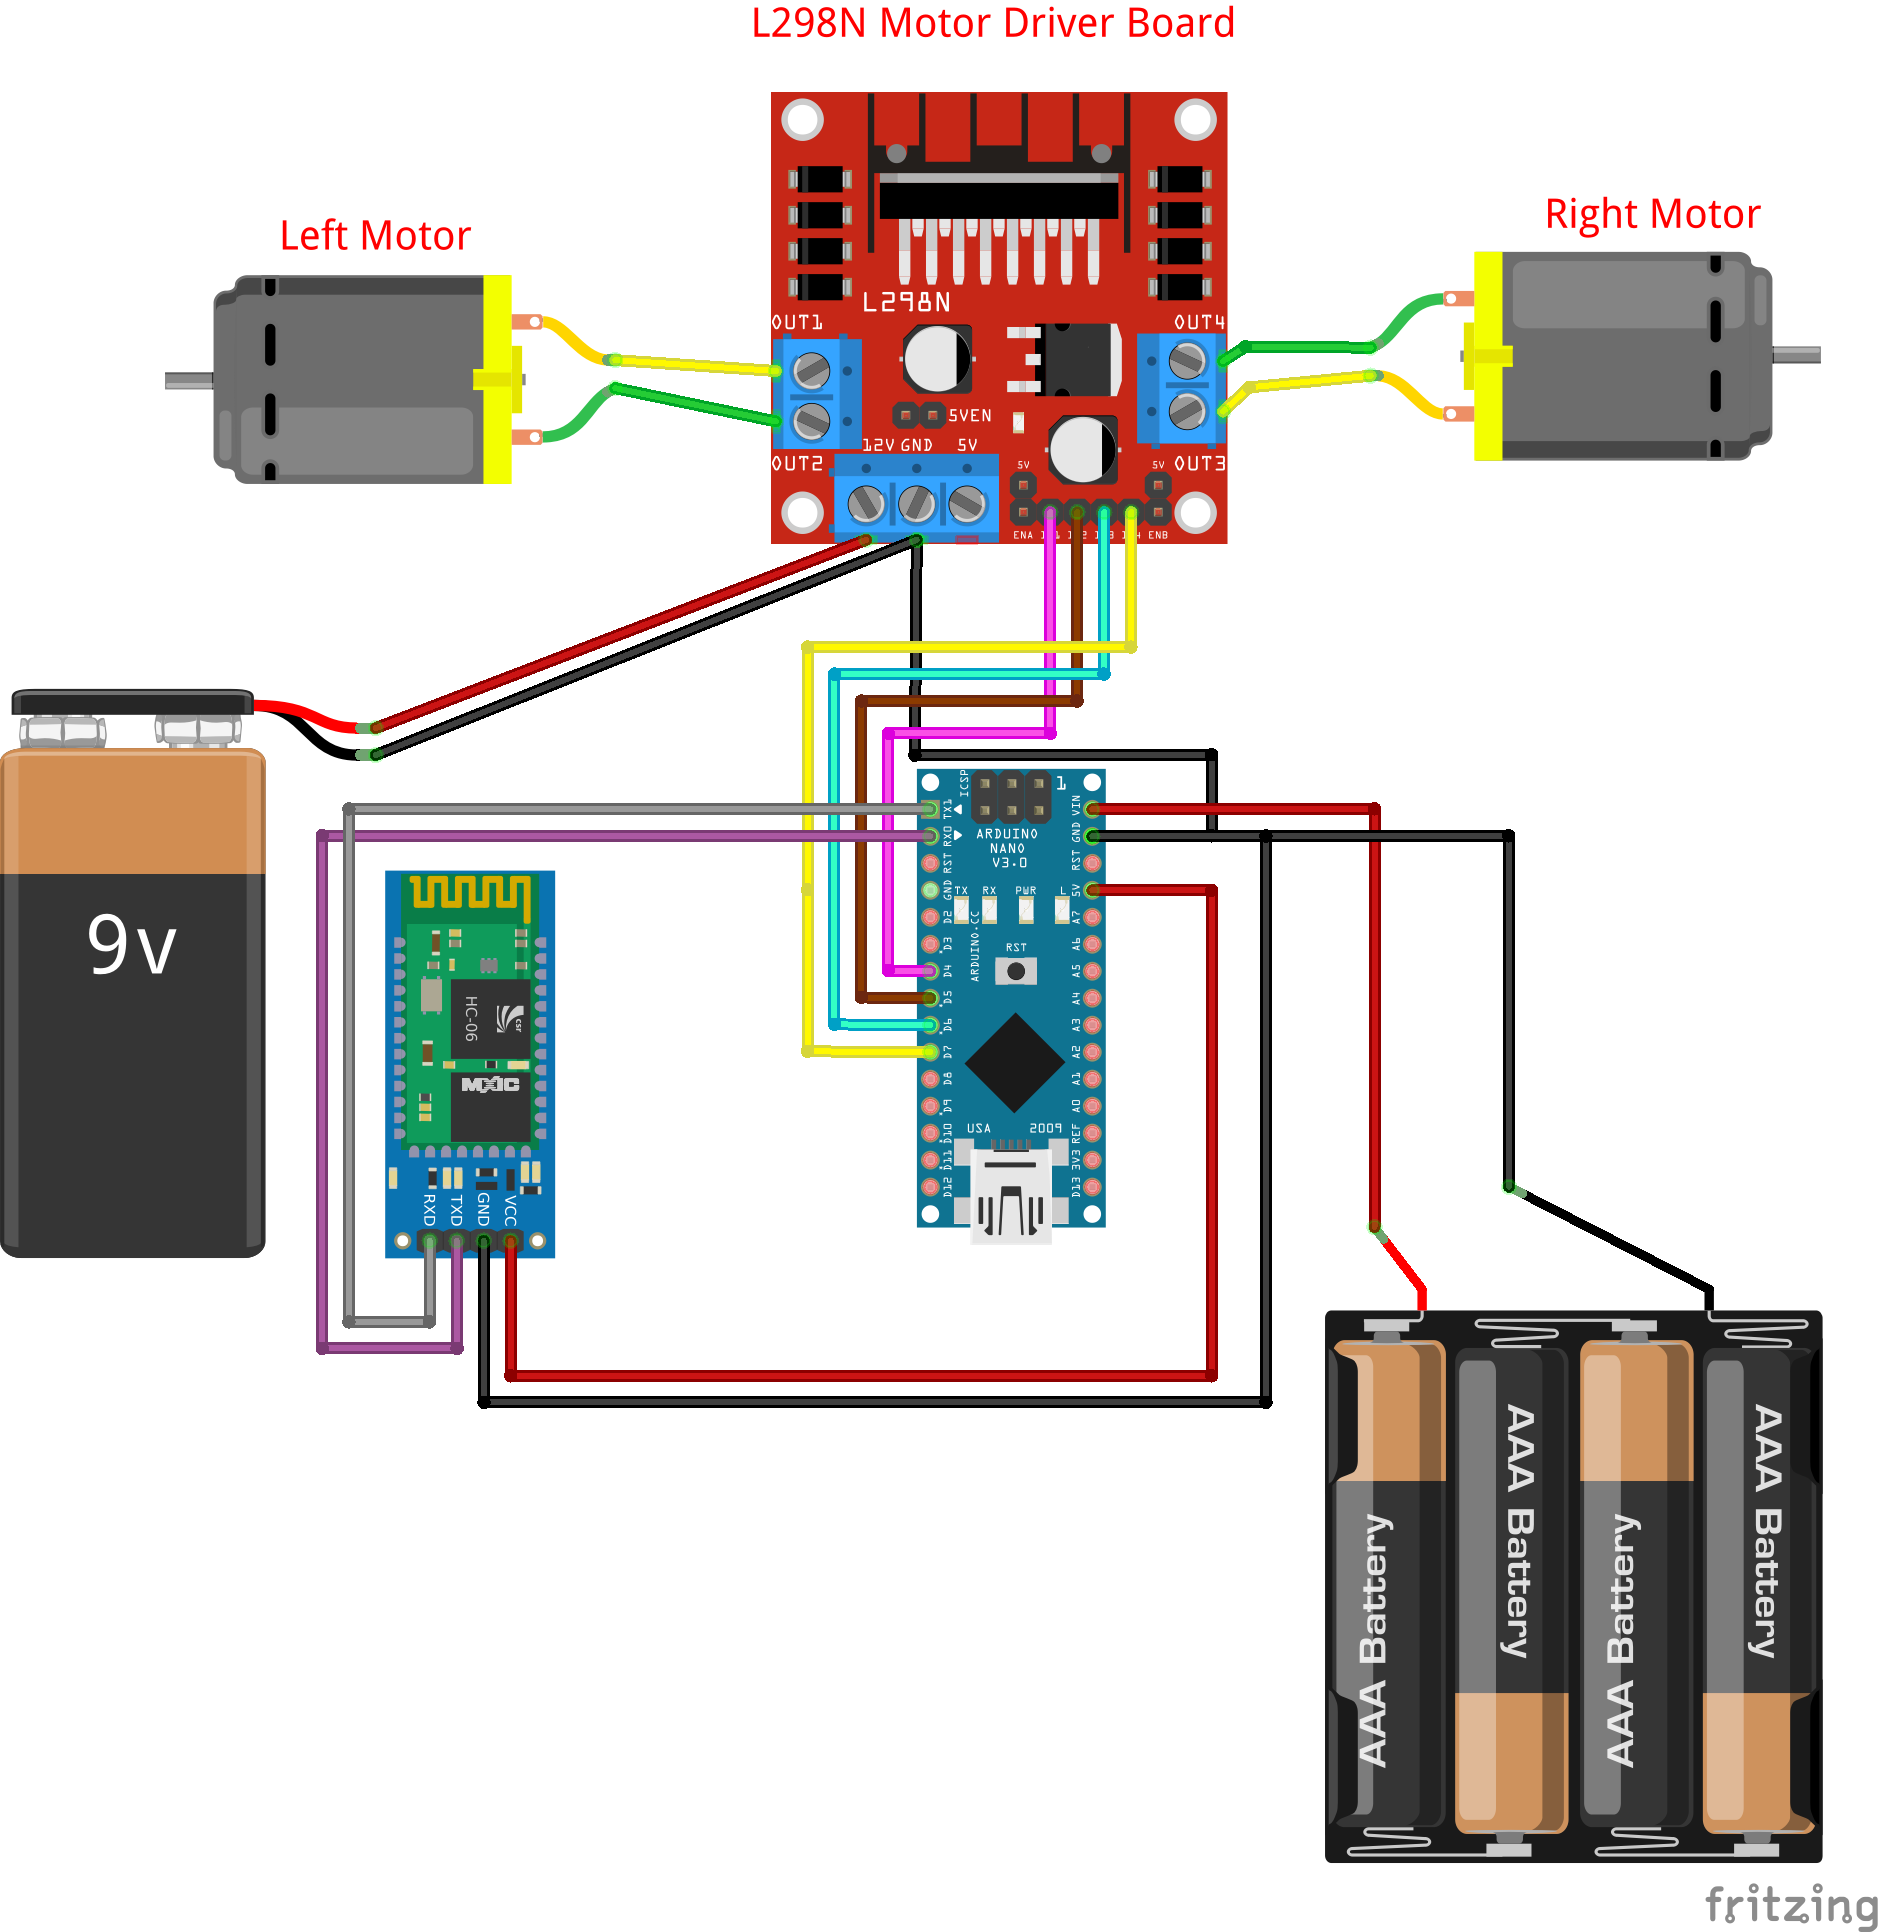 L298N Motor Driver Board
Left Motor
Right Motor
L298N
OUT1
OUT4
5VEN
12V GND 5V
OUT2
OUT3
5V
5V
ENA
ENB
9v
ICSP
1
TX1
RX0
RST
GND
D2
D3
D4
D5
D6
D7
D8
D9
D10
D11
D12
ARDUINO
NANO
V3.0
TX RX PWR L
ARDUINO.CC
RST
USA 2009
VIN
GND
RST
5V
A7
A6
A5
A4
A3
A2
A1
A0
REF
3V3
D13
HC-06
csr
MXIC
RXD
TXD
GND
VCC
AAA Battery
AAA Battery
AAA Battery
AAA Battery
fritzing